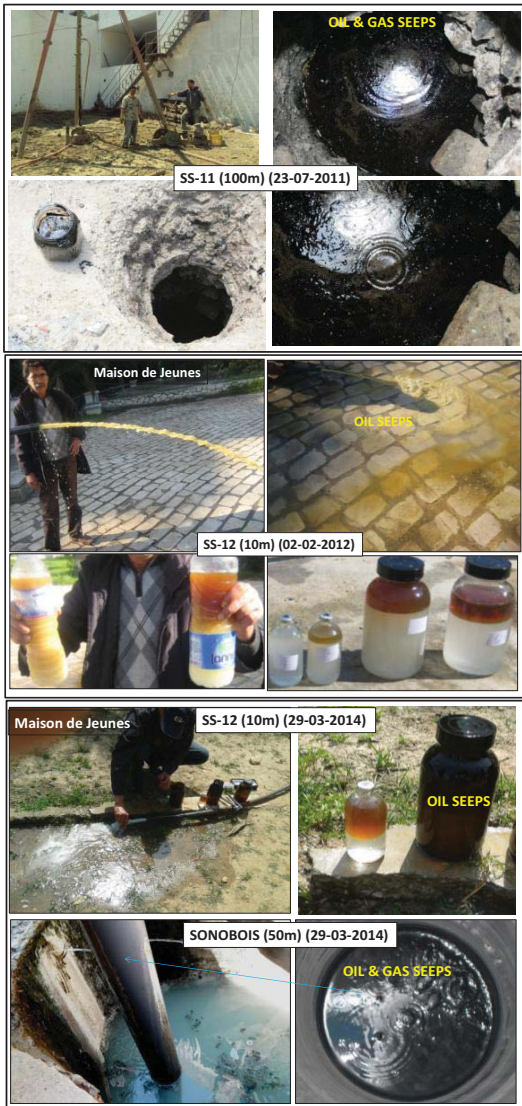 OIL & GAS SEEPS
SS-11 (100m) (23-07-2011)
Maison de Jeunes
OIL SEEPS
SS-12 (10m) (02-02-2012)
Maison de Jeunes
SS-12 (10m) (29-03-2014)
OIL SEEPS
SONOBOIS (50m) (29-03-2014)
OIL & GAS SEEPS